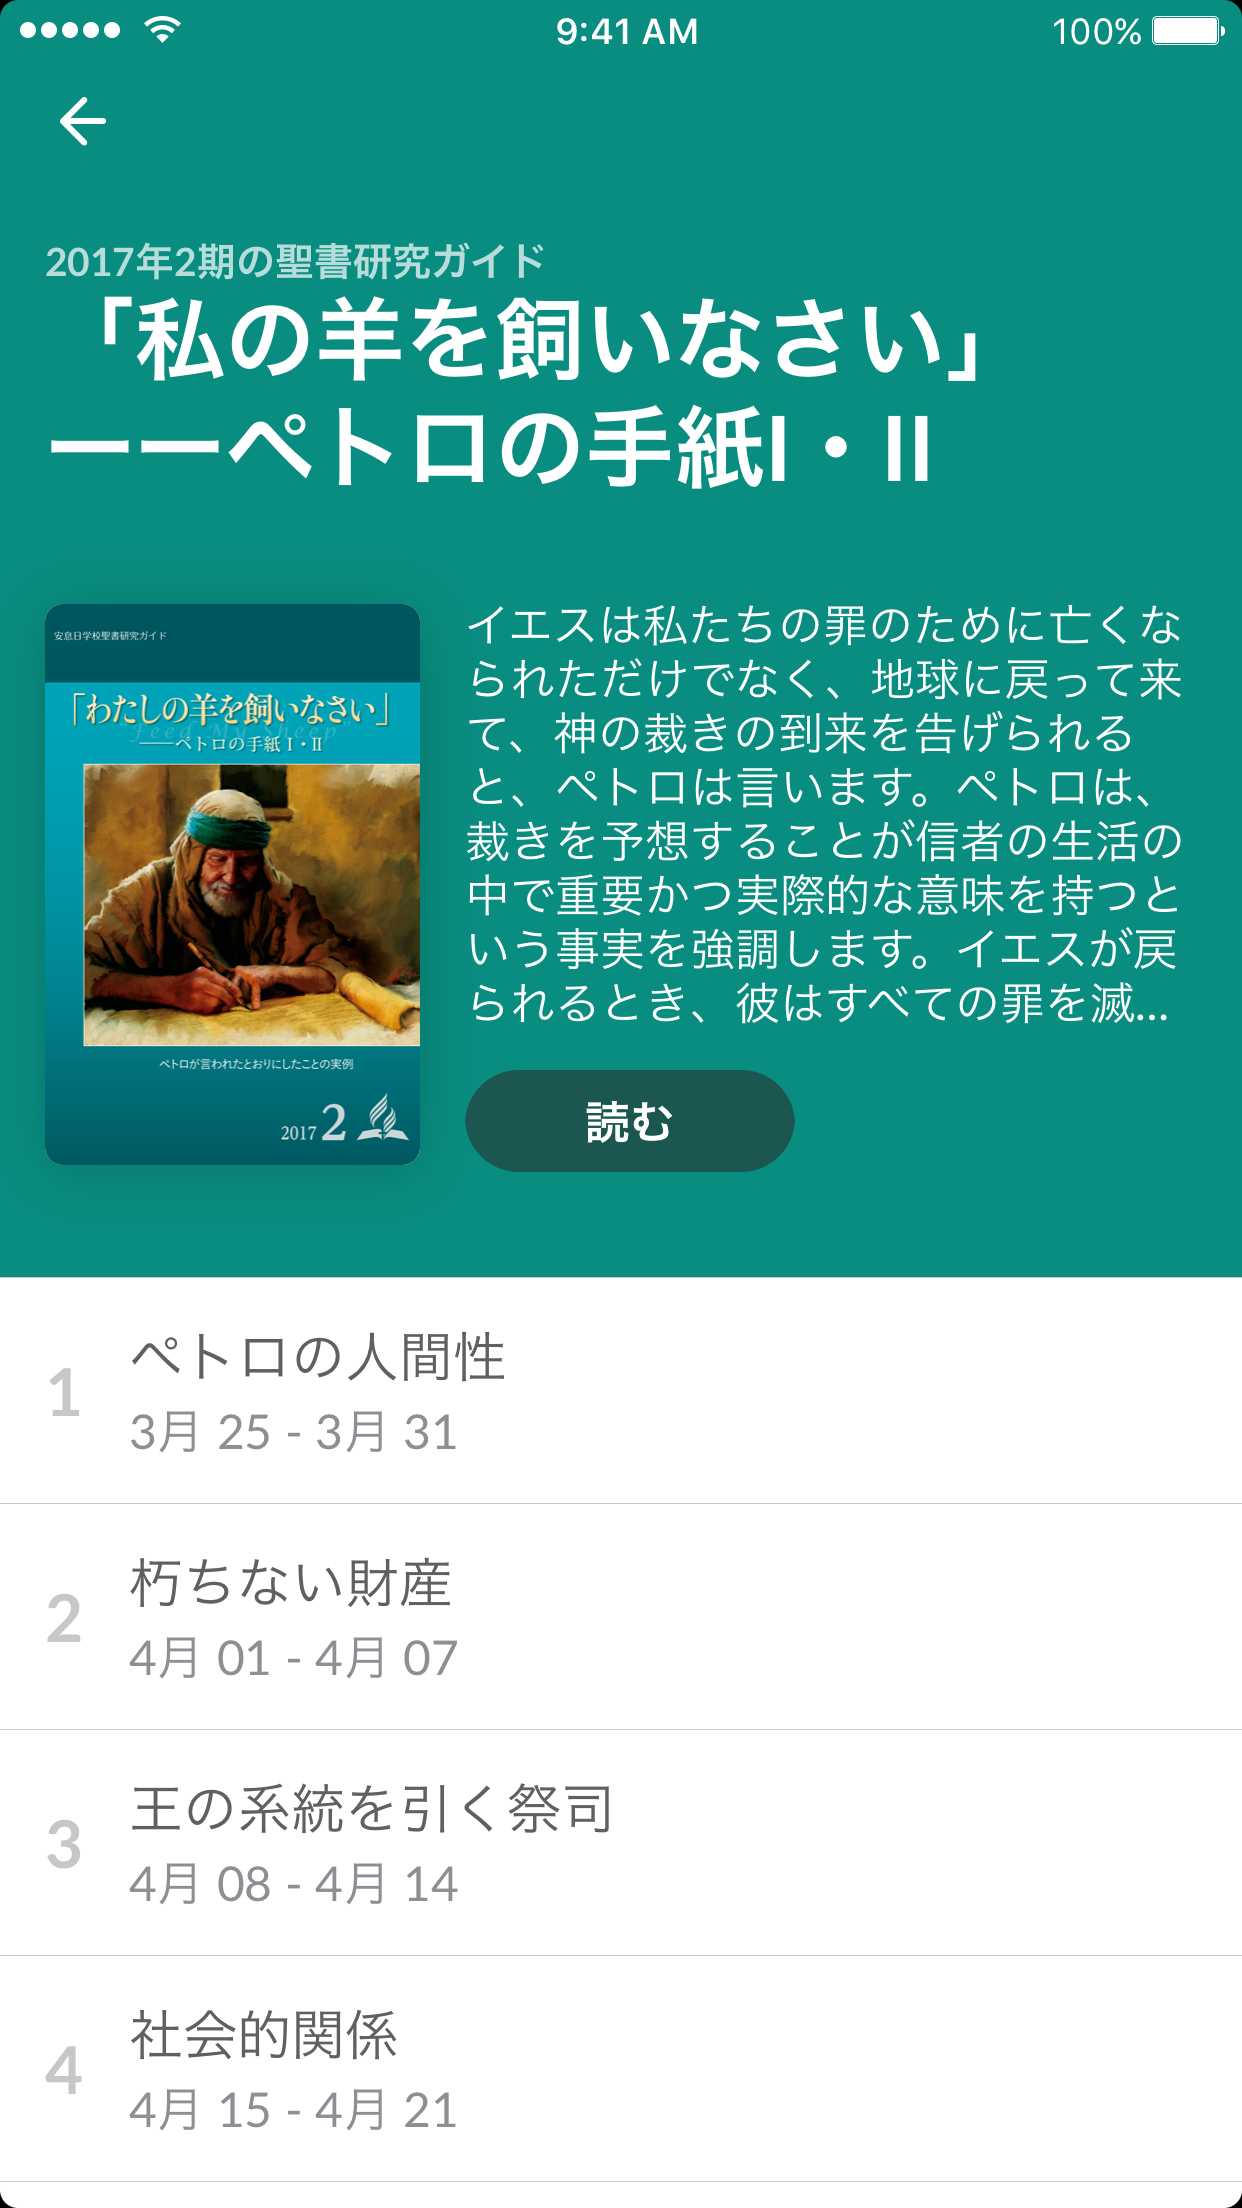 9:41 AM
100%
2017年2期の聖書研究ガイド
「私の羊を飼いなさい」
ーーペトロの手紙I・II
安息日学校聖書研究ガイド
「わたしの羊を飼いなさい」
Feed My Sheep
——ペトロの手紙 I・II
ペトロが言われたとおりにしたことの実例
2017 2
イエスは私たちの罪のために亡くな
られただけでなく、地球に戻って来
て、神の裁きの到来を告げられる
と、ペトロは言います。ペトロは、
裁きを予想することが信者の生活の
中で重要かつ実際的な意味を持つと
いう事実を強調します。イエスが戻
られるとき、彼はすべての罪を滅...
読む
1
ペトロの人間性
3月 25 - 3月 31
2
朽ちない財産
4月 01 - 4月 07
3
王の系統を引く祭司
4月 08 - 4月 14
4
社会的関係
4月 15 - 4月 21